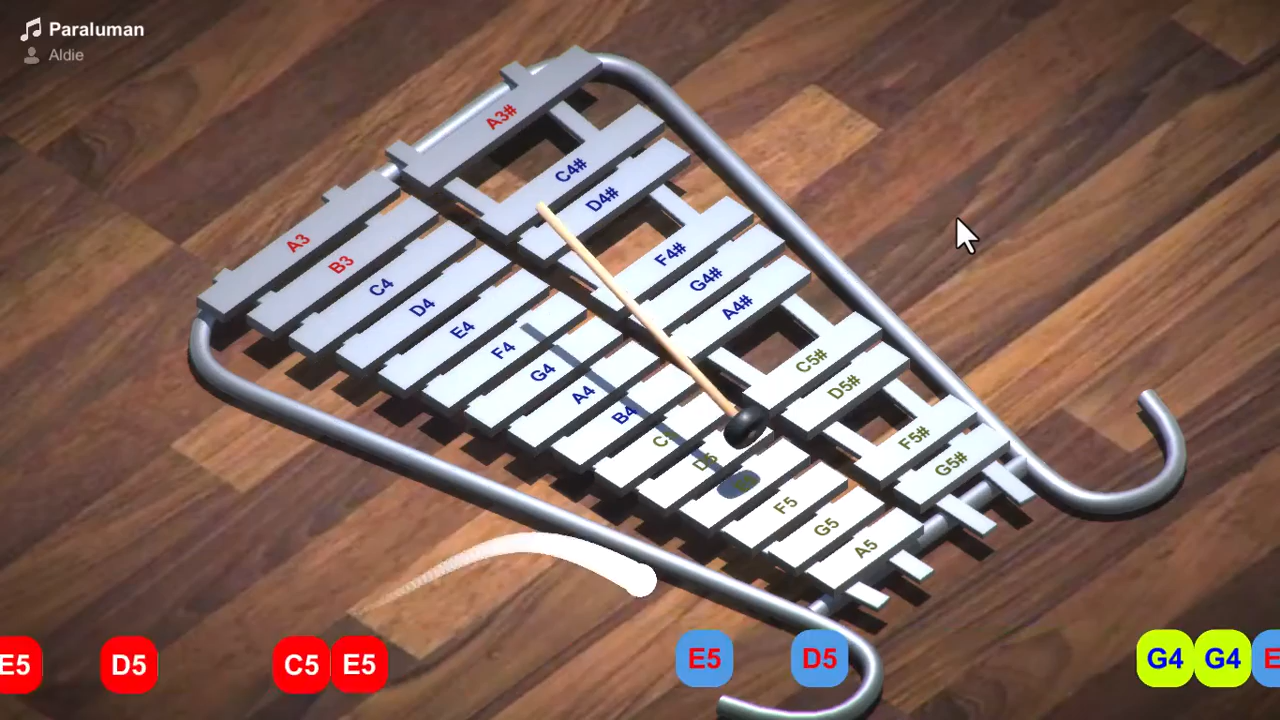 Paraluman
Aldie
A3#
C4#
D4#
F4#
G4#
A4#
C5#
D5#
F5#
G5#
A3
B3
C4
D4
E4
F4
G4
A4
B4
D5
F5
G5
A5
E5 D5 C5 E5 E5 D5 G4 G4